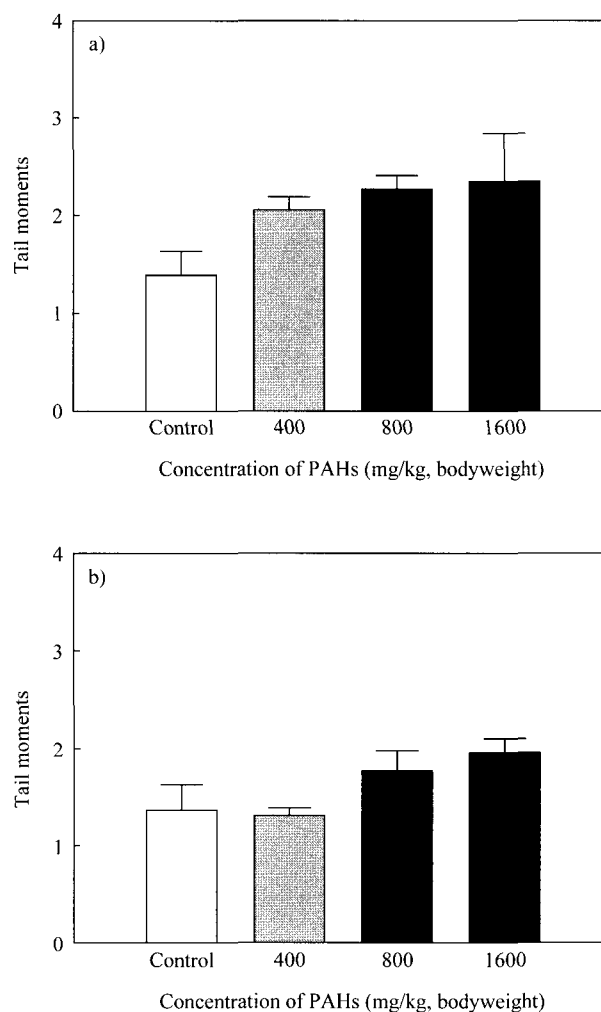 a)
4
3
2
1
0
Tail moments
Control 400 800 1600
Concentration of PAHs (mg/kg, bodyweight)
b)
4
3
2
1
0
Tail moments
Control 400 800 1600
Concentration of PAHs (mg/kg, bodyweight)